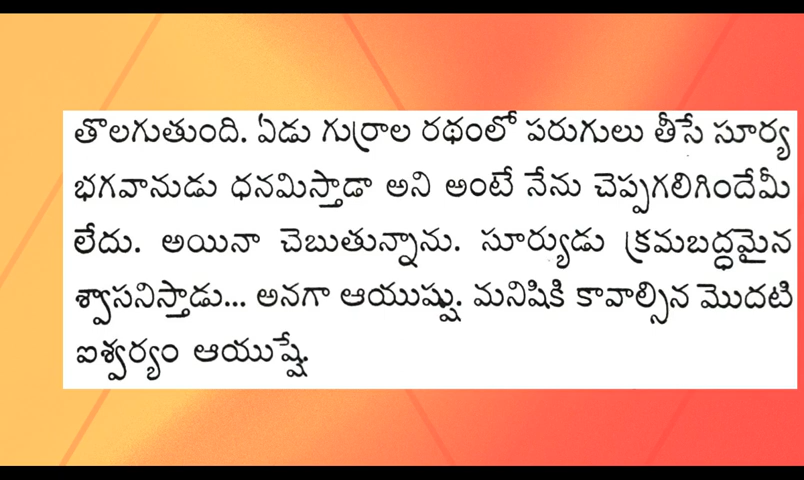 తొలగుతుంది. ఏడు గుర్రాల రథంలో పరుగులు తీసే సూర్య
భగవానుడు ధనమిస్తాడా అని అంటే నేను చెప్పగలిగిందేమీ
లేదు. అయినా చెబుతున్నాను. సూర్యుడు క్రమబద్ధమైన
శ్వాసనిస్తాడు... అనగా ఆయుష్షు. మనిషికి కావాల్సిన మొదటి
ఐశ్వర్యం ఆయుష్షే.